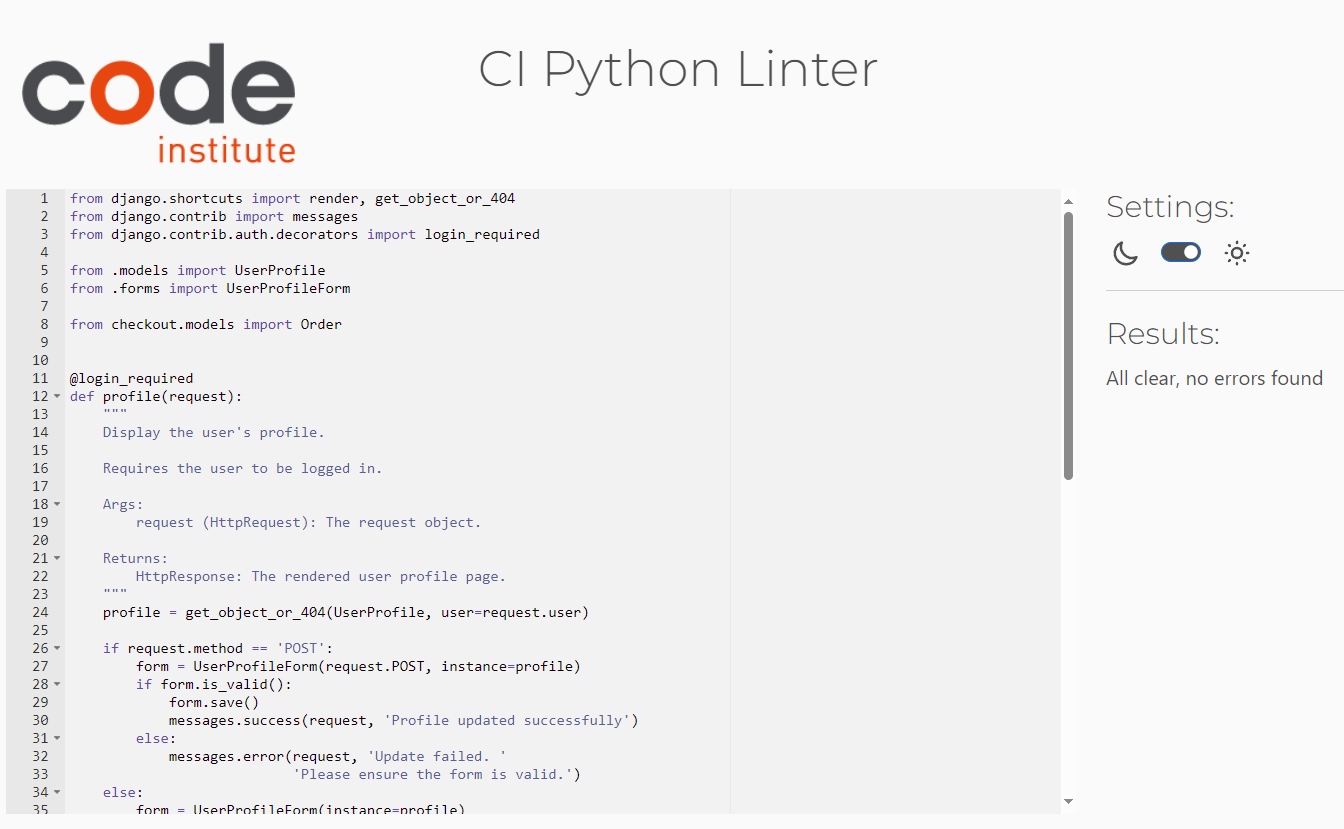 code
institute
CI Python Linter
1 from django.shortcuts import render, get_object_or_404
2 from django.contrib import messages
3 from django.contrib.auth.decorators import login_required
4
5 from .models import UserProfile
6 from .forms import UserProfileForm
7
8 from checkout.models import Order
9
10
11 @login_required
12 def profile(request):
13     """
14     Display the user's profile.
15
16     Requires the user to be logged in.
17
18     Args:
19         request (HttpRequest): The request object.
20
21     Returns:
22         HttpResponse: The rendered user profile page.
23     """
24     profile = get_object_or_404(UserProfile, user=request.user)
25
26     if request.method == 'POST':
27         form = UserProfileForm(request.POST, instance=profile)
28         if form.is_valid():
29             form.save()
30             messages.success(request, 'Profile updated successfully')
31         else:
32             messages.error(request, 'Update failed. '
33                            'Please ensure the form is valid.')
34     else:
35         form = UserProfileForm(instance=profile)
Settings:
Results:
All clear, no errors found